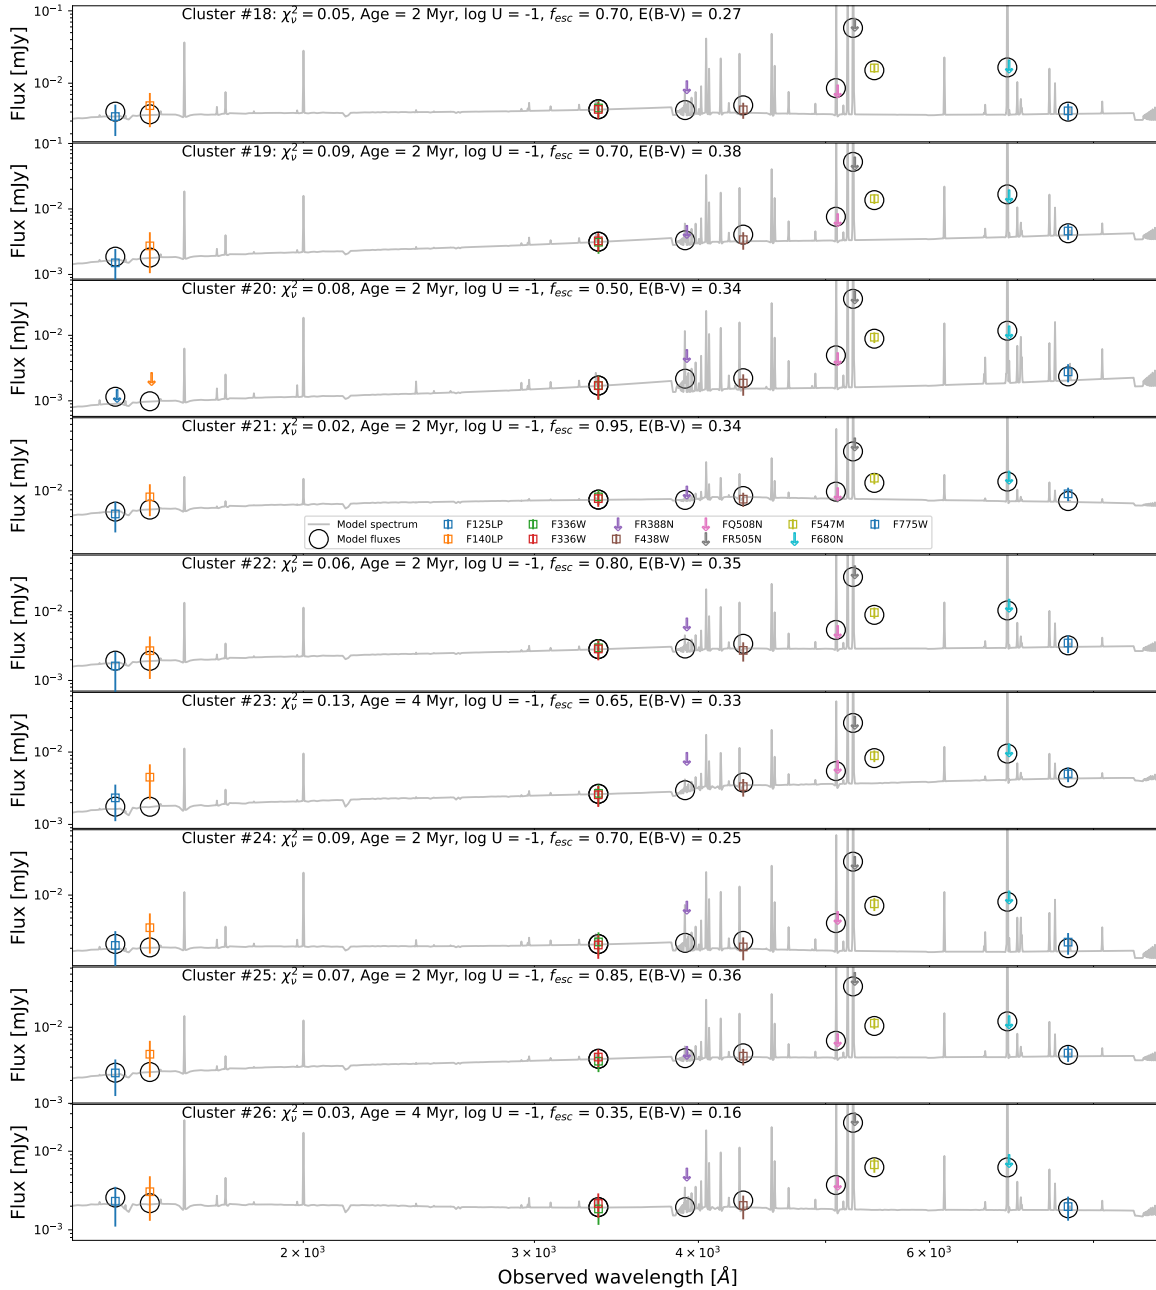 Cluster #18: χ²ν = 0.05, Age = 2 Myr, log U = -1, fesc = 0.70, E(B-V) = 0.27
10⁻¹
10⁻²
Flux [mJy]
Cluster #19: χ²ν = 0.09, Age = 2 Myr, log U = -1, fesc = 0.70, E(B-V) = 0.38
10⁻¹
10⁻²
10⁻³
Flux [mJy]
Cluster #20: χ²ν = 0.08, Age = 2 Myr, log U = -1, fesc = 0.50, E(B-V) = 0.34
10⁻²
10⁻³
Flux [mJy]
Cluster #21: χ²ν = 0.02, Age = 2 Myr, log U = -1, fesc = 0.95, E(B-V) = 0.34
10⁻²
Flux [mJy]
Model spectrum F125LP F336W FR388N FQ508N F547M F775W
Model fluxes F140LP F336W F438W FR505N F680N
Cluster #22: χ²ν = 0.06, Age = 2 Myr, log U = -1, fesc = 0.80, E(B-V) = 0.35
10⁻²
10⁻³
Flux [mJy]
Cluster #23: χ²ν = 0.13, Age = 4 Myr, log U = -1, fesc = 0.65, E(B-V) = 0.33
10⁻²
10⁻³
Flux [mJy]
Cluster #24: χ²ν = 0.09, Age = 2 Myr, log U = -1, fesc = 0.70, E(B-V) = 0.25
10⁻²
Flux [mJy]
Cluster #25: χ²ν = 0.07, Age = 2 Myr, log U = -1, fesc = 0.85, E(B-V) = 0.36
10⁻²
10⁻³
Flux [mJy]
Cluster #26: χ²ν = 0.03, Age = 4 Myr, log U = -1, fesc = 0.35, E(B-V) = 0.16
10⁻²
10⁻³
Flux [mJy]
2 × 10³ 3 × 10³ 4 × 10³ 6 × 10³
Observed wavelength [Å]